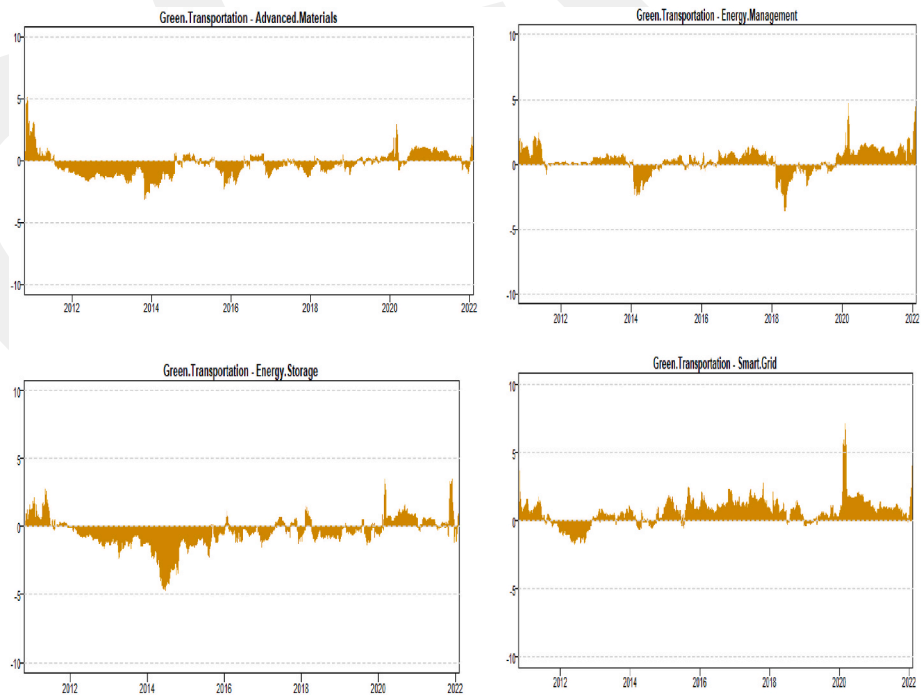 Green.Transportation - Advanced.Materials
10
5
0
-5
-10
2012 2014 2016 2018 2020 2022
Green.Transportation - Energy.Management
10
5
0
-5
-10
2012 2014 2016 2018 2020 2022
Green.Transportation - Energy.Storage
10
5
0
-5
-10
2012 2014 2016 2018 2020 2022
Green.Transportation - Smart.Grid
10
5
0
-5
-10
2012 2014 2016 2018 2020 2022